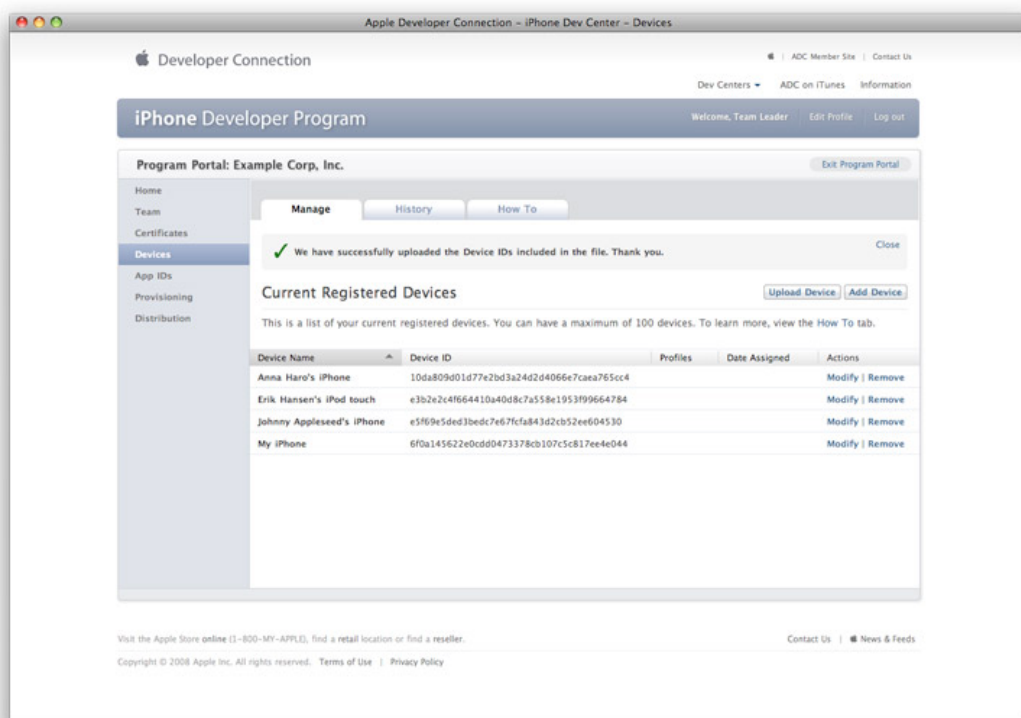 Apple Developer Connection – iPhone Dev Center – Devices
Developer Connection
| ADC Member Site | Contact Us
Dev Centers ADC on iTunes Information
iPhone Developer Program
Welcome, Team Leader Edit Profile Log out
Program Portal: Example Corp, Inc.
Exit Program Portal
Home
Team
Certificates
Devices
App IDs
Provisioning
Distribution
Manage History How To
We have successfully uploaded the Device IDs included in the file. Thank you.
Close
Current Registered Devices
Upload Device Add Device
This is a list of your current registered devices. You can have a maximum of 100 devices. To learn more, view the How To tab.
Device Name Device ID Profiles Date Assigned Actions
Anna Haro's iPhone 10da809d01d77e2bd3a24d2d4066e7caea765cc4 Modify | Remove
Erik Hansen's iPod touch e3b2e2c4f664410a40d8c7a558e1953f99664784 Modify | Remove
Johnny Appleseed's iPhone e5f69e5ded3bedc7e67fcfa843d2cb52ee604530 Modify | Remove
My iPhone 6f0a145622e0cdd0473378cb107c5c817ee4e044 Modify | Remove
Visit the Apple Store online (1-800-MY-APPLE), find a retail location or find a reseller.
Contact Us | News & Feeds
Copyright © 2008 Apple Inc. All rights reserved. Terms of Use | Privacy Policy